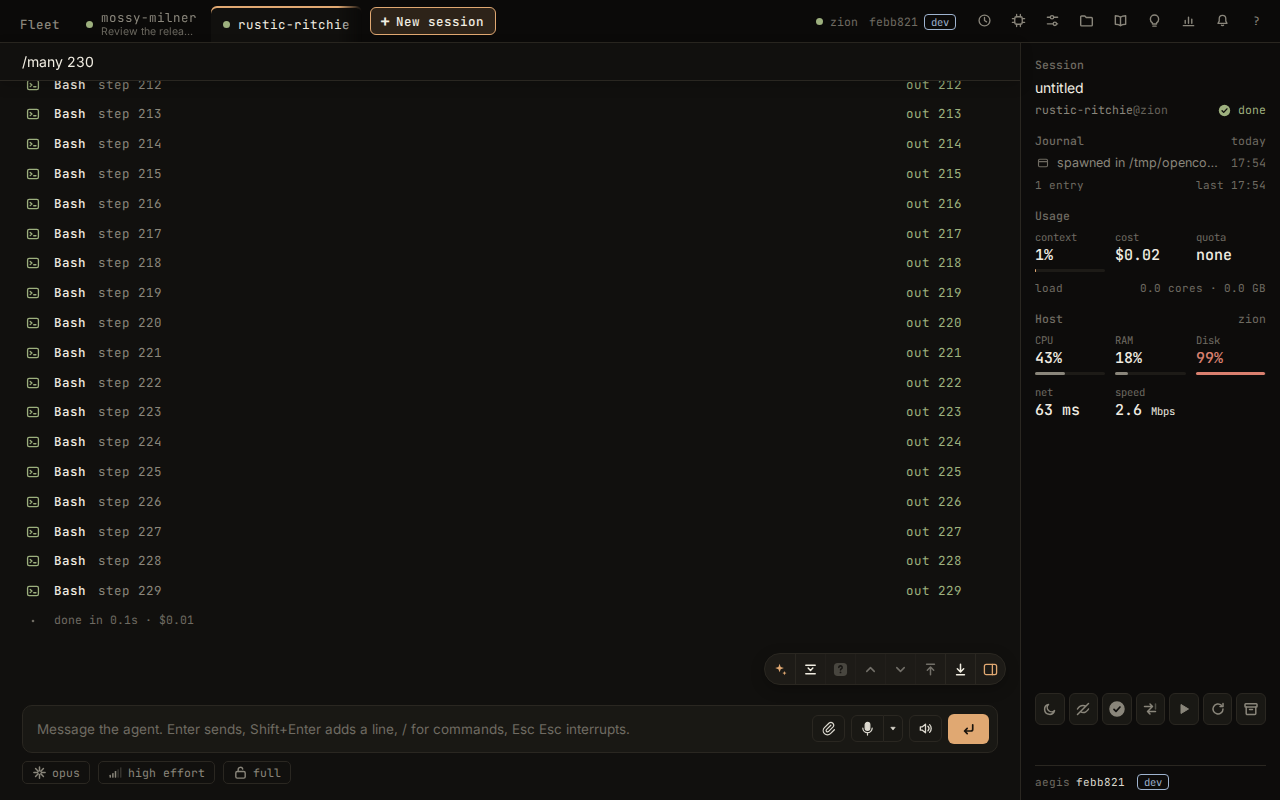 Fleet
mossy-milner
Review the relea...
rustic-ritchie
+ New session
zion febb821 dev
?
/many 230
Bash step 212 out 212
Bash step 213 out 213
Bash step 214 out 214
Bash step 215 out 215
Bash step 216 out 216
Bash step 217 out 217
Bash step 218 out 218
Bash step 219 out 219
Bash step 220 out 220
Bash step 221 out 221
Bash step 222 out 222
Bash step 223 out 223
Bash step 224 out 224
Bash step 225 out 225
Bash step 226 out 226
Bash step 227 out 227
Bash step 228 out 228
Bash step 229 out 229
· done in 0.1s · $0.01
?
Message the agent. Enter sends, Shift+Enter adds a line, / for commands, Esc Esc interrupts.
opus
high effort
full
Session
untitled
rustic-ritchie@zion done
Journal today
spawned in /tmp/openco... 17:54
1 entry last 17:54
Usage
context cost quota
1% $0.02 none
load 0.0 cores · 0.0 GB
Host zion
CPU RAM Disk
43% 18% 99%
net speed
63 ms 2.6 Mbps
aegis febb821 dev